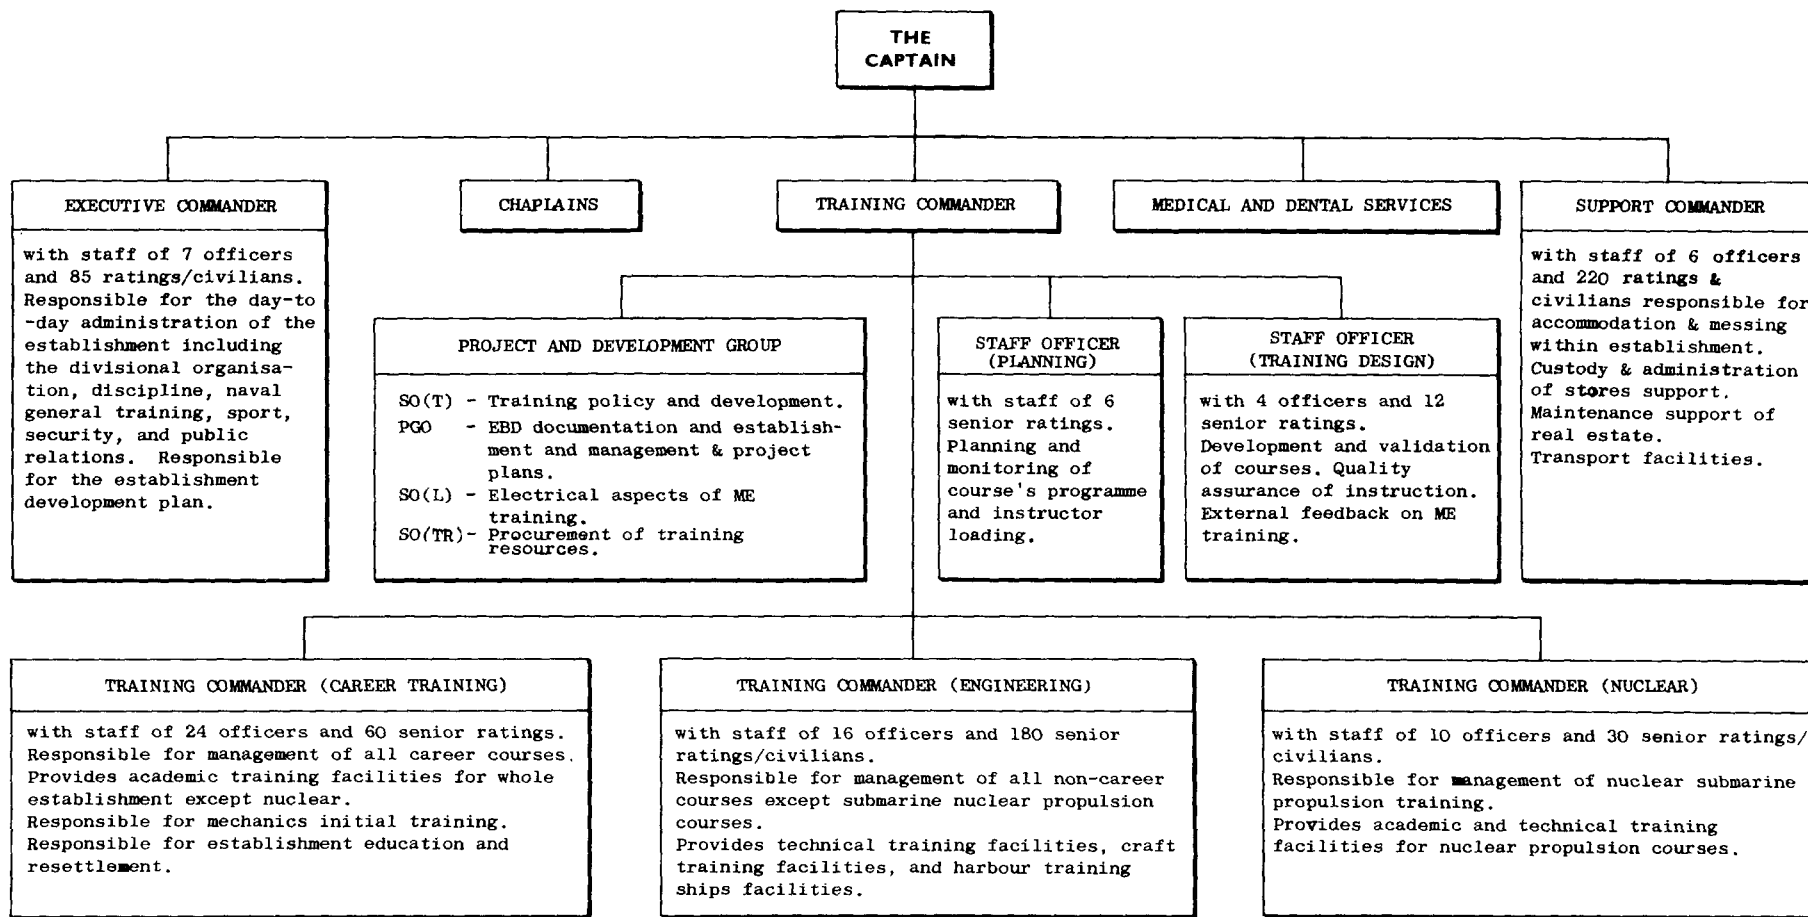 THE
CAPTAIN
EXECUTIVE COMMANDER
with staff of 7 officers
and 85 ratings/civilians.
Responsible for the day-to
-day administration of the
establishment including
the divisional organisa-
tion, discipline, naval
general training, sport,
security, and public
relations. Responsible
for the establishment
development plan.
CHAPLAINS
TRAINING COMMANDER
MEDICAL AND DENTAL SERVICES
SUPPORT COMMANDER
with staff of 6 officers
and 220 ratings &
civilians responsible for
accommodation & messing
within establishment.
Custody & administration
of stores support.
Maintenance support of
real estate.
Transport facilities.
PROJECT AND DEVELOPMENT GROUP
SO(T) - Training policy and development.
PGO - EBD documentation and establish-
ment and management & project
plans.
SO(L) - Electrical aspects of ME
training.
SO(TR)- Procurement of training
resources.
STAFF OFFICER
(PLANNING)
with staff of 6
senior ratings.
Planning and
monitoring of
course's programme
and instructor
loading.
STAFF OFFICER
(TRAINING DESIGN)
with 4 officers and 12
senior ratings.
Development and validation
of courses. Quality
assurance of instruction.
External feedback on ME
training.
TRAINING COMMANDER (CAREER TRAINING)
with staff of 24 officers and 60 senior ratings.
Responsible for management of all career courses.
Provides academic training facilities for whole
establishment except nuclear.
Responsible for mechanics initial training.
Responsible for establishment education and
resettlement.
TRAINING COMMANDER (ENGINEERING)
with staff of 16 officers and 180 senior
ratings/civilians.
Responsible for management of all non-career
courses except submarine nuclear propulsion
courses.
Provides technical training facilities, craft
training facilities, and harbour training
ships facilities.
TRAINING COMMANDER (NUCLEAR)
with staff of 10 officers and 30 senior ratings/
civilians.
Responsible for management of nuclear submarine
propulsion training.
Provides academic and technical training
facilities for nuclear propulsion courses.